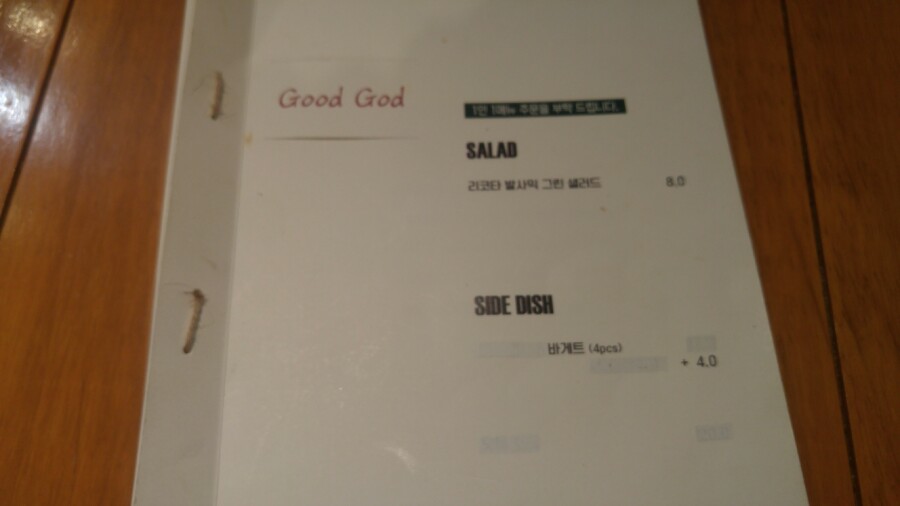 Good God
1인 1메뉴 주문을 부탁 드립니다.
SALAD
리코타 발사믹 그린 샐러드 8.0
SIDE DISH
바게트 (4pcs)
+ 4.0